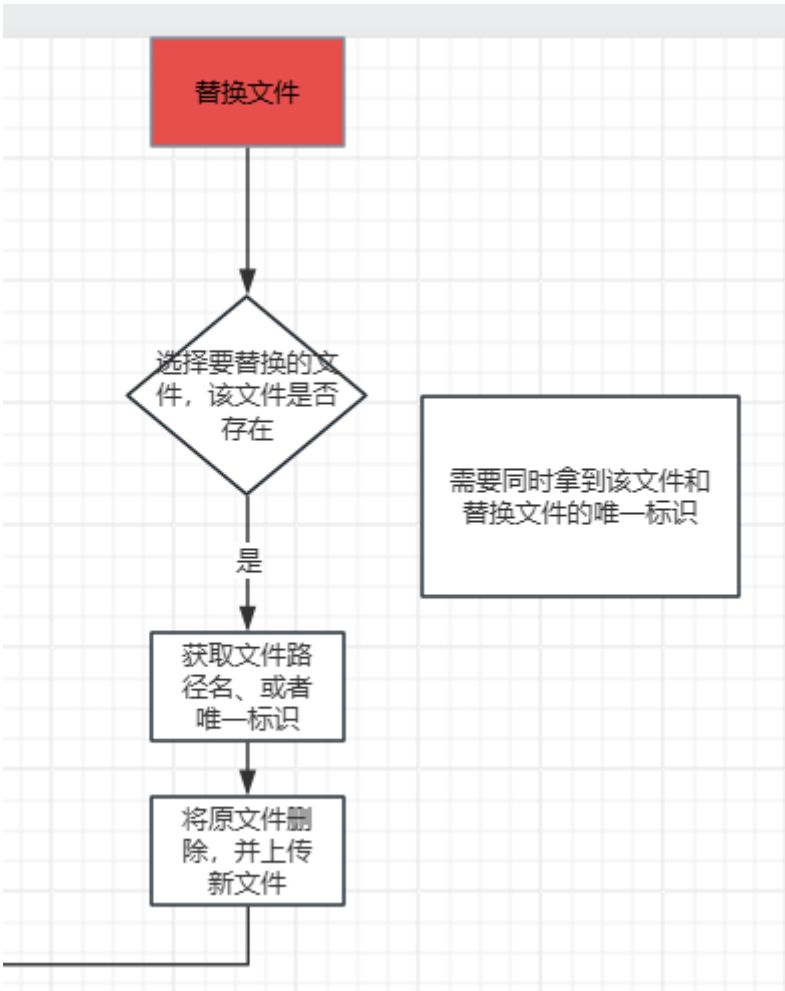 替换文件
选择要替换的文
件，该文件是否
存在
需要同时拿到该文件和
替换文件的唯一标识
是
获取文件路
径名、或者
唯一标识
将原文件删
除，并上传
新文件